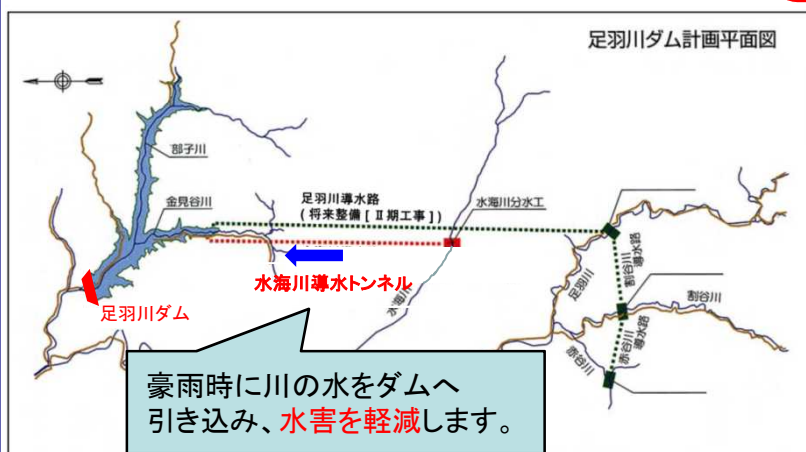 足羽川ダム計画平面図
部子川
金見谷川
足羽川導水路
(将来整備[Ⅱ期工事])
水海川分水工
水海川導水トンネル
水海川
足羽川ダム
足羽川
割谷川
導水路
割谷川
赤谷川
導水路
赤谷川
豪雨時に川の水をダムへ
引き込み、水害を軽減します。